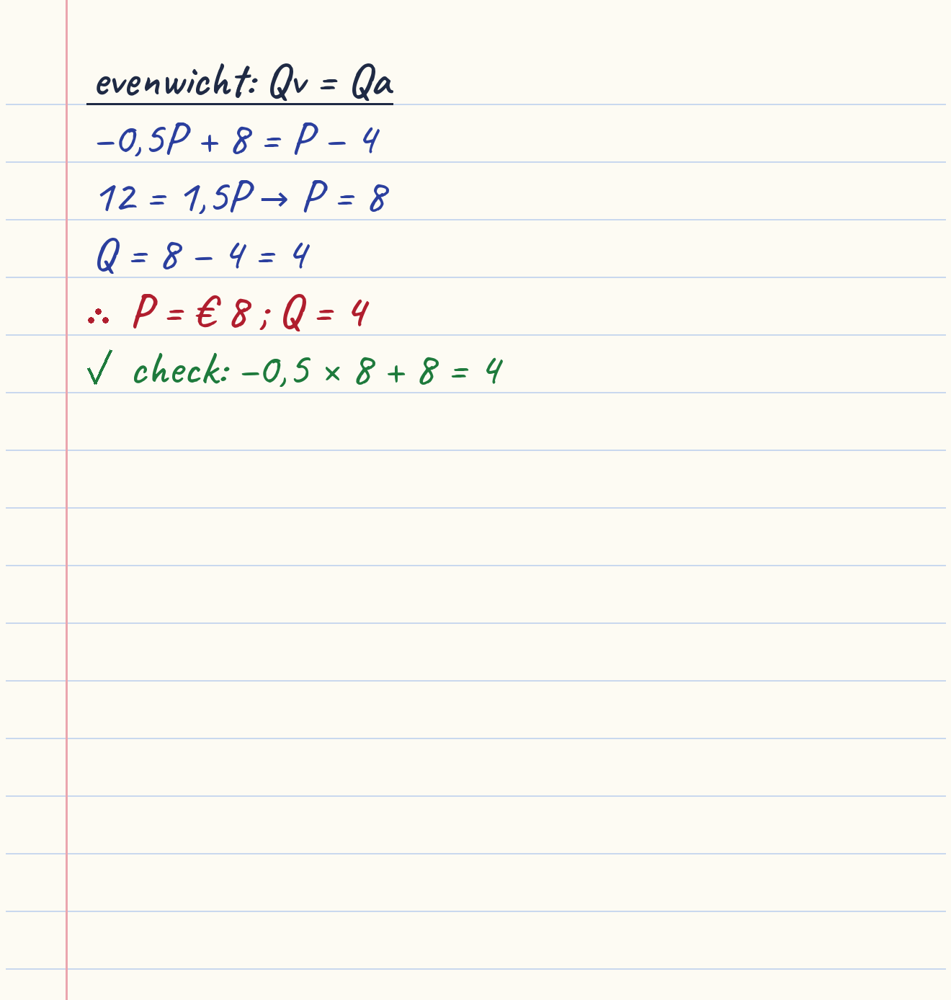 evenwicht: Qv = Qa
−0,5P + 8 = P − 4
12 = 1,5P → P = 8
Q = 8 − 4 = 4
∴ P = € 8 ; Q = 4
✓ check: −0,5 × 8 + 8 = 4